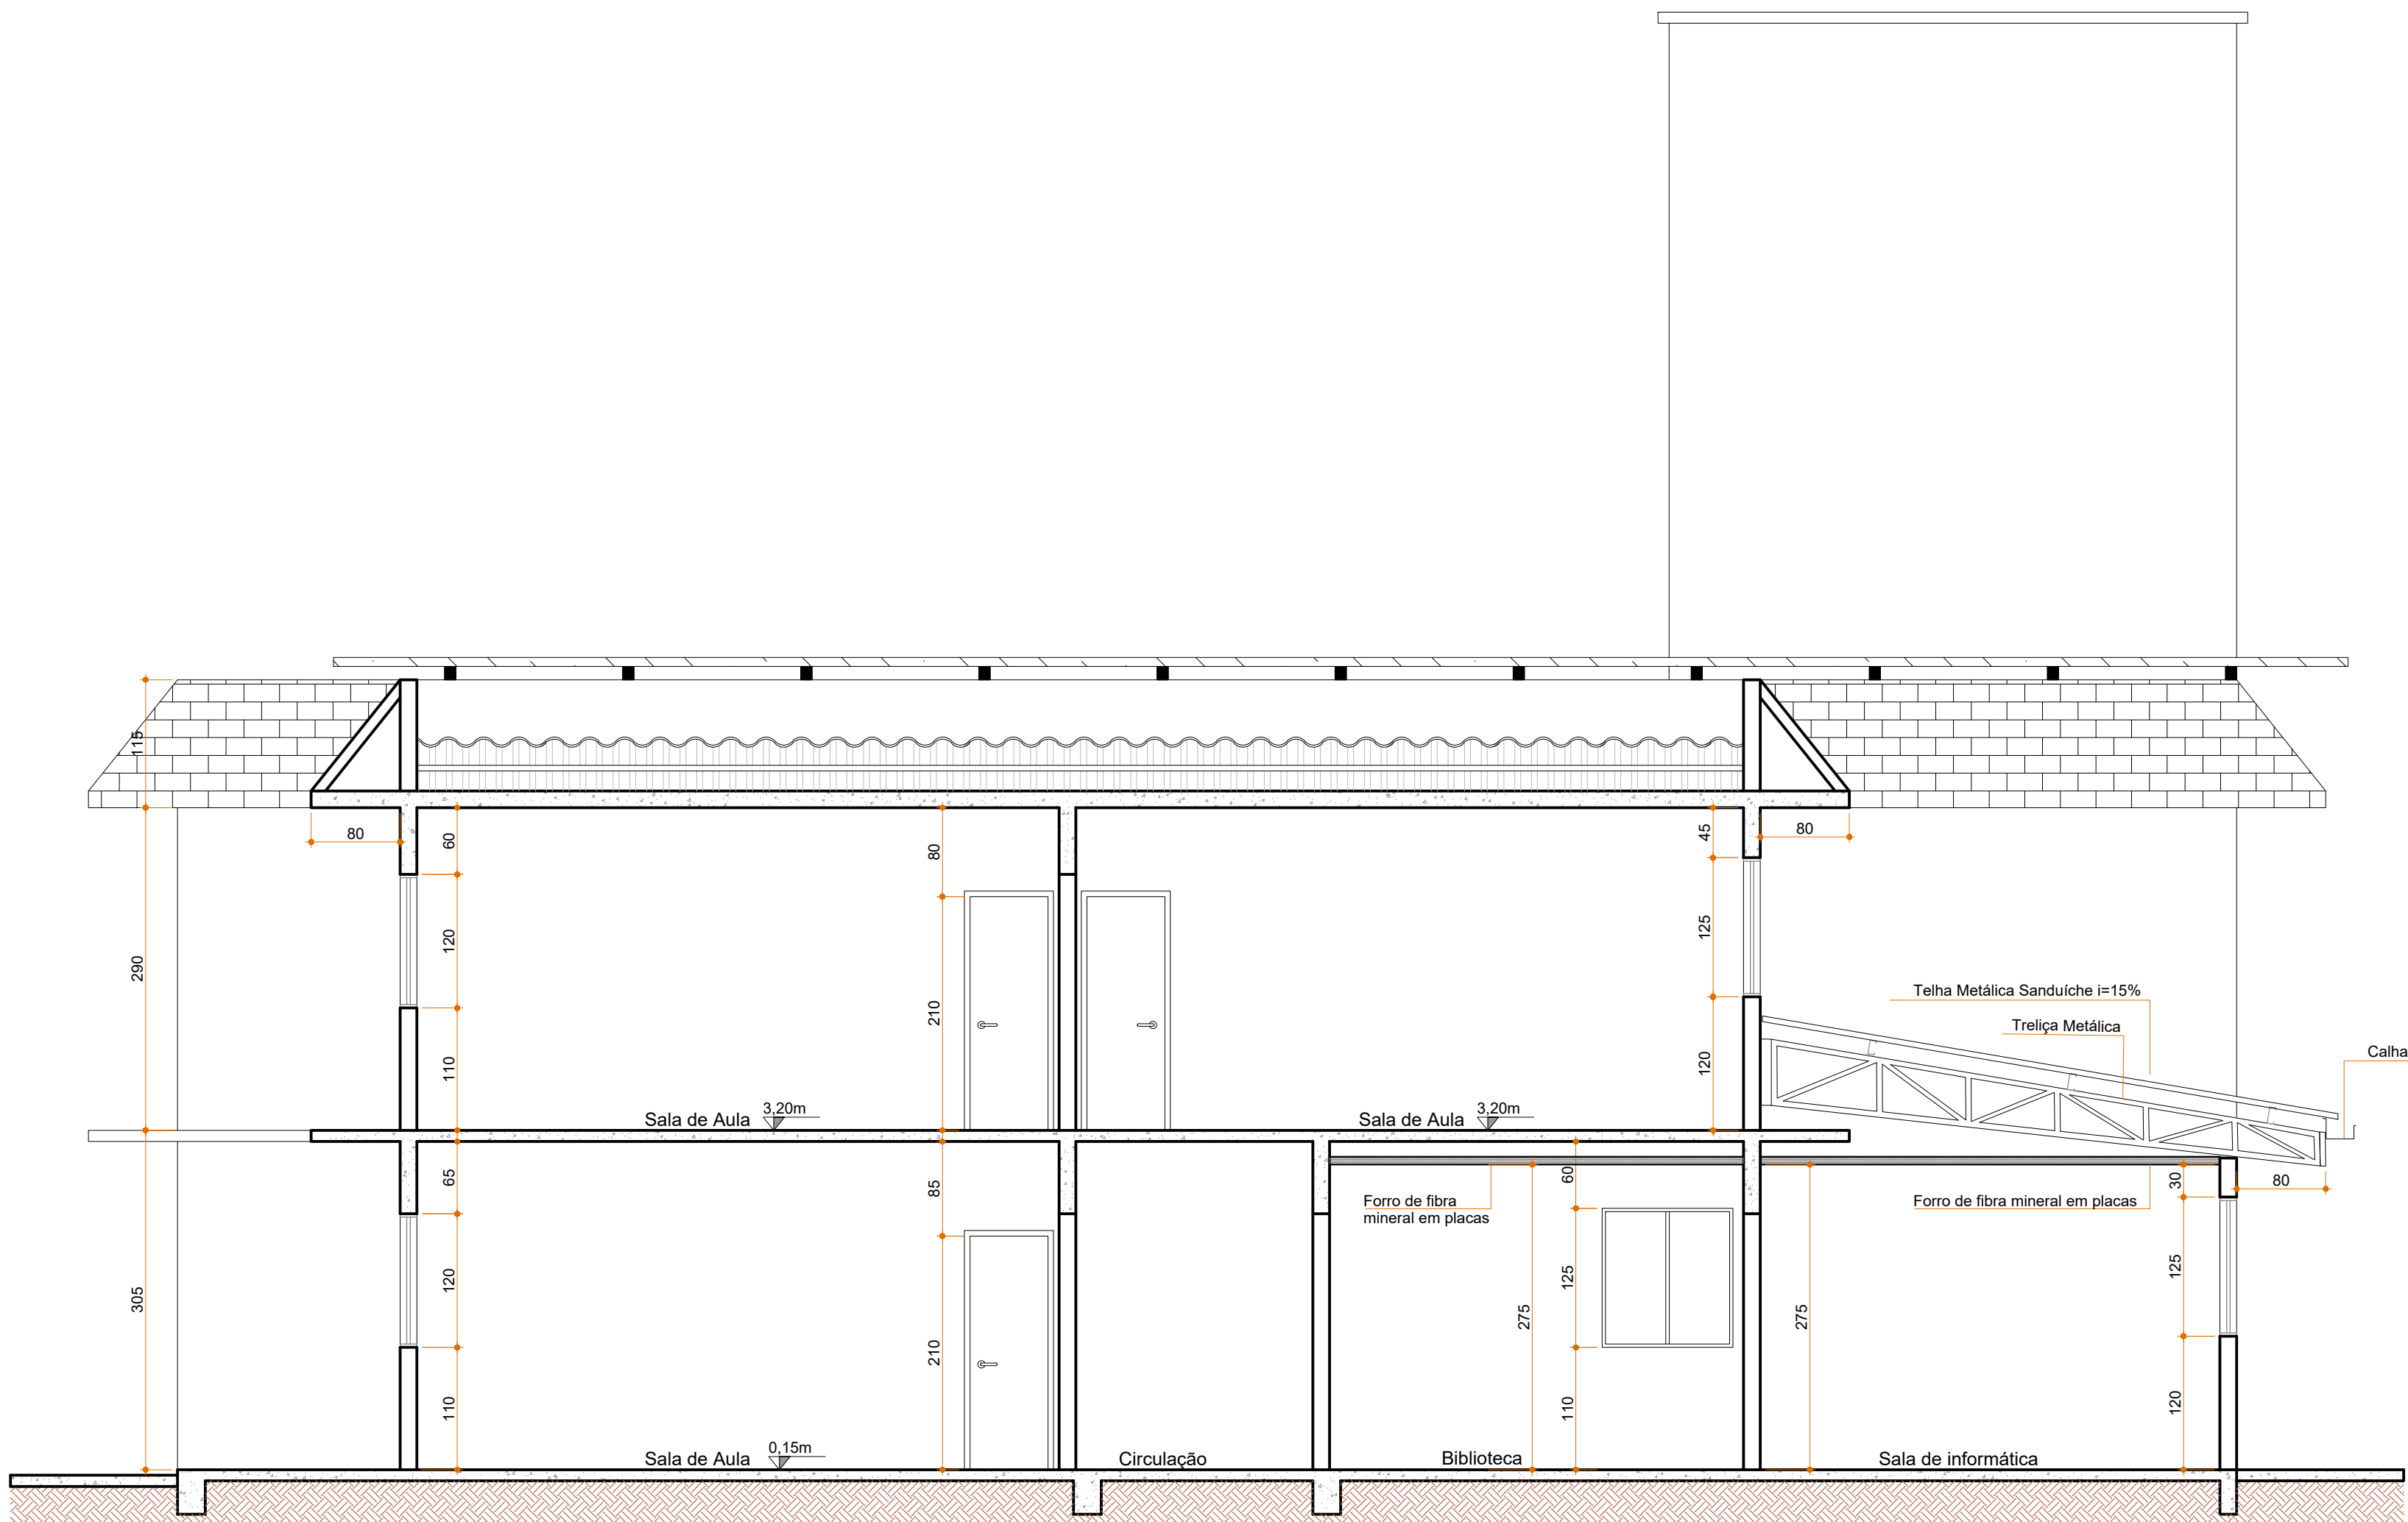 115
80
60
80
45
80
290
120
210
125
110
120
Telha Metálica Sanduíche i=15%
Treliça Metálica
Calha
Sala de Aula
3,20m
Sala de Aula
3,20m
65
85
60
30
80
Forro de fibra
mineral em placas
Forro de fibra mineral em placas
305
120
210
275
125
275
125
110
110
120
Sala de Aula
0,15m
Circulação
Biblioteca
Sala de informática